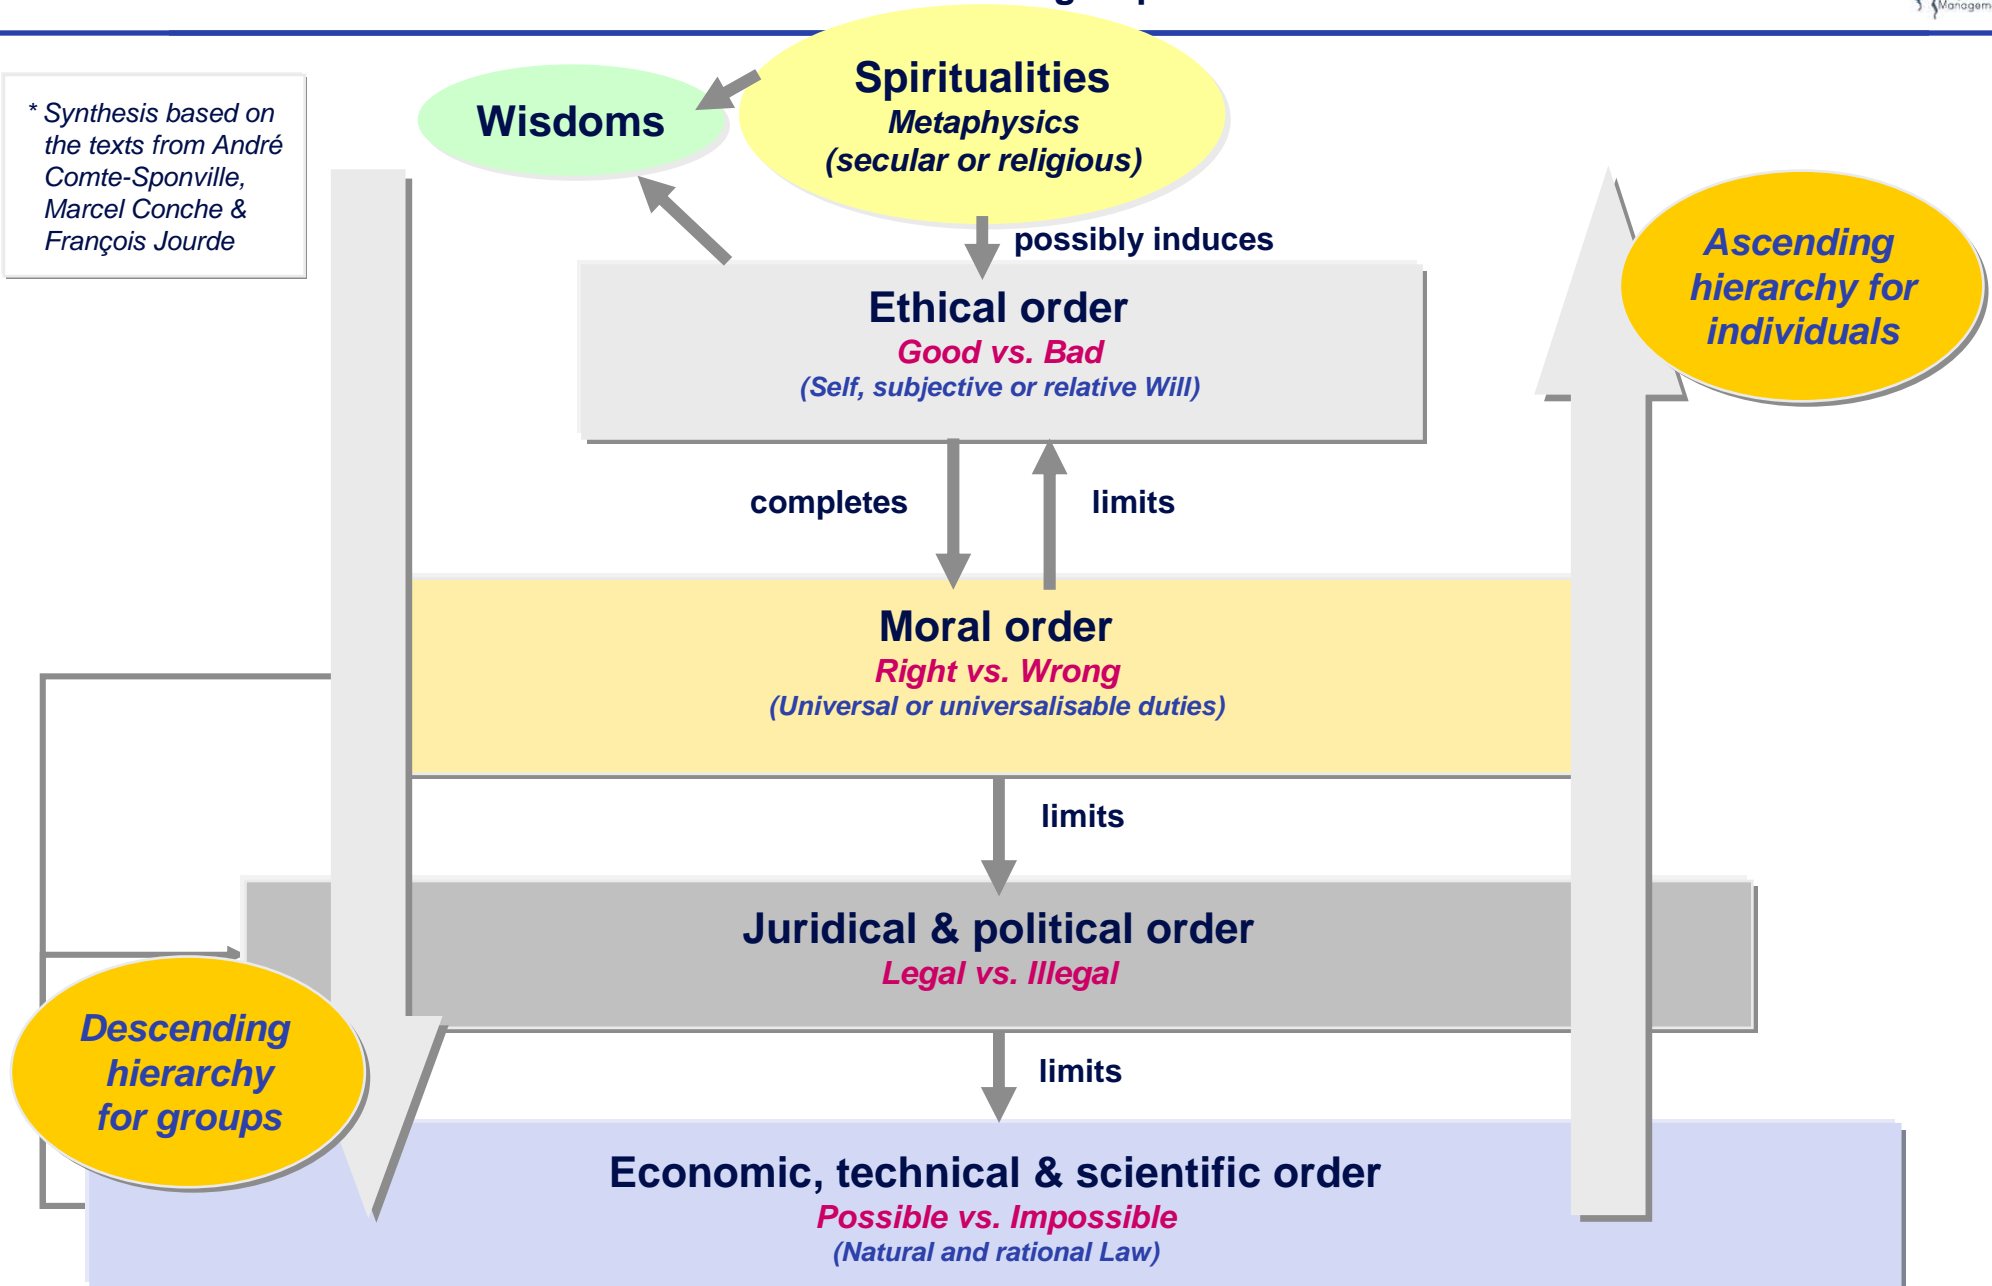 Managem
Spiritualities
Metaphysics
(secular or religious)
Wisdoms
* Synthesis based on
the texts from André
Comte-Sponville,
Marcel Conche &
François Jourde
possibly induces
Ascending
hierarchy for
individuals
Ethical order
Good vs. Bad
(Self, subjective or relative Will)
completes
limits
Moral order
Right vs. Wrong
(Universal or universalisable duties)
limits
Juridical & political order
Legal vs. Illegal
Descending
hierarchy
for groups
limits
Economic, technical & scientific order
Possible vs. Impossible
(Natural and rational Law)